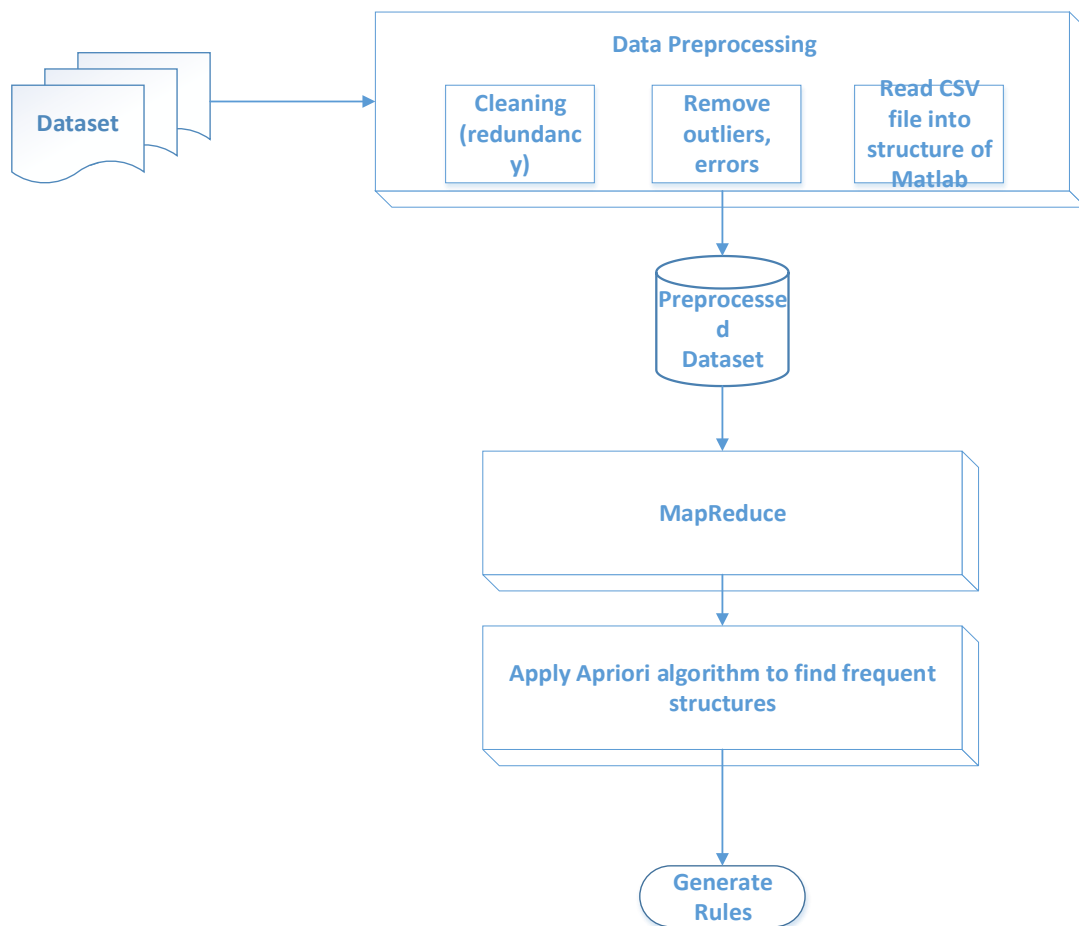 Data Preprocessing
Dataset
Cleaning
(redundanc
y)
Remove
outliers,
errors
Read CSV
file into
structure of
Matlab
Preprocesse
d
Dataset
MapReduce
Apply Apriori algorithm to find frequent
structures
Generate
Rules